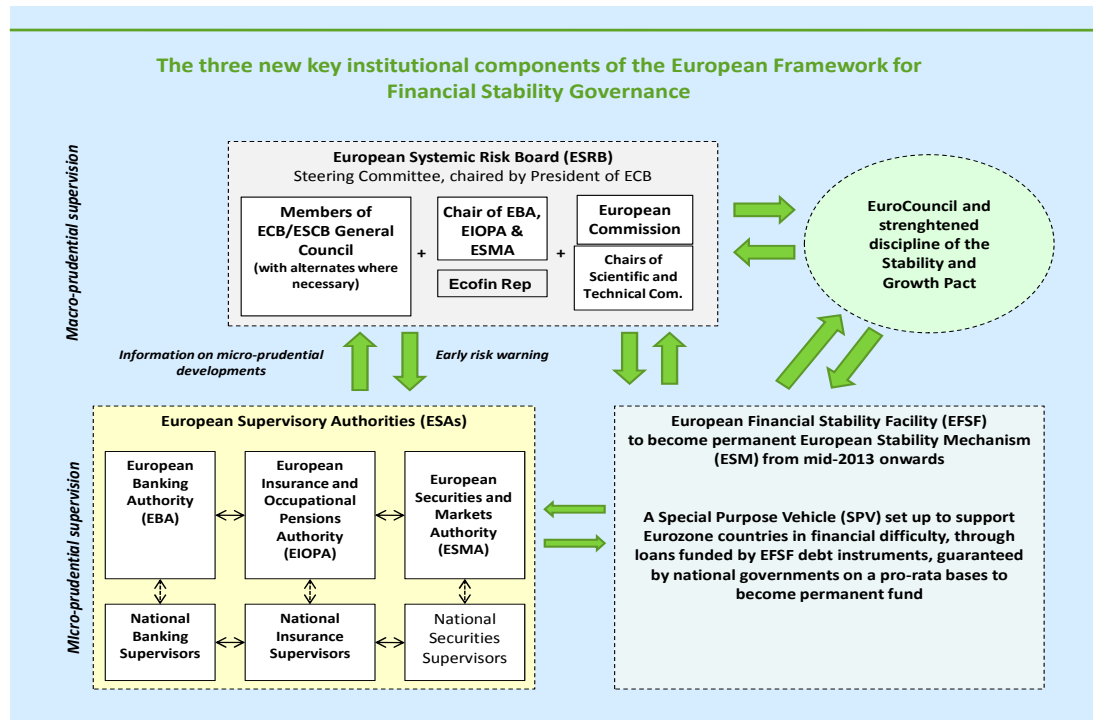 The three new key institutional components of the European Framework for
Financial Stability Governance
Macro-prudential supervision
European Systemic Risk Board (ESRB)
Steering Committee, chaired by President of ECB
Members of
ECB/ESCB General
Council
(with alternates where
necessary)
+
Chair of EBA,
EIOPA &
ESMA
Ecofin Rep
+
European
Commission
Chairs of
Scientific and
Technical Com.
EuroCouncil and
strenghtened
discipline of the
Stability and
Growth Pact
Information on micro-prudential
developments
Early risk warning
MIcro-prudential supervision
European Supervisory Authorities (ESAs)
European
Banking
Authority
(EBA)
European
Insurance and
Occupational
Pensions
Authority
(EIOPA)
European
Securities and
Markets
Authority
(ESMA)
National
Banking
Supervisors
National
Insurance
Supervisors
National
Securities
Supervisors
European Financial Stability Facility (EFSF)
to become permanent European Stability Mechanism
(ESM) from mid-2013 onwards
A Special Purpose Vehicle (SPV) set up to support
Eurozone countries in financial difficulty, through
loans funded by EFSF debt instruments, guaranteed
by national governments on a pro-rata bases to
become permanent fund